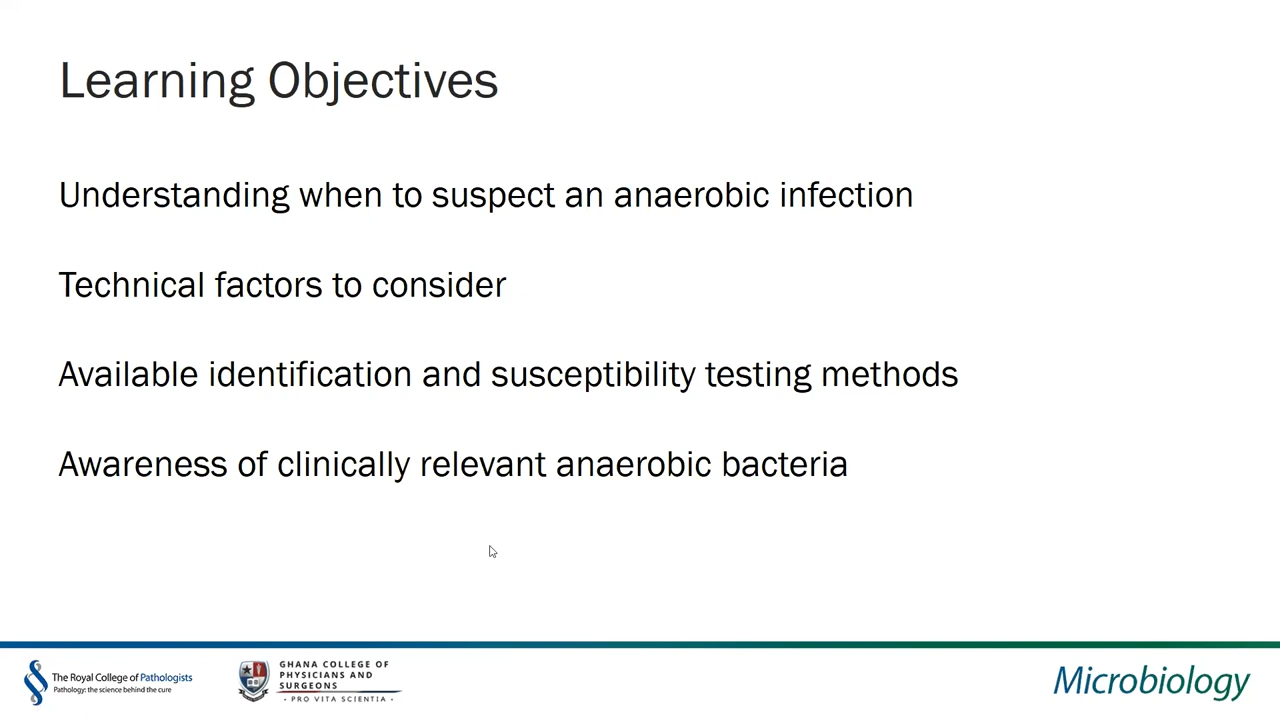 Learning Objectives
Understanding when to suspect an anaerobic infection
Technical factors to consider
Available identification and susceptibility testing methods
Awareness of clinically relevant anaerobic bacteria
The Royal College of Pathologists
Pathology: the science behind the cure
GHANA COLLEGE OF
PHYSICIANS AND
SURGEONS
· PRO VITA SCIENTIA ·
Microbiology